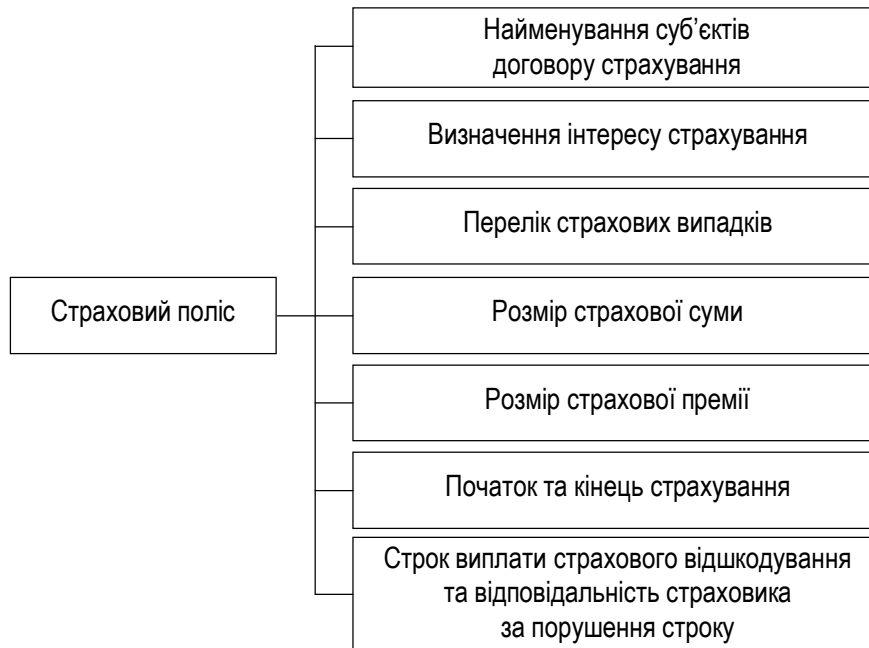 Найменування суб’єктів
договору страхування
Визначення інтересу страхування
Перелік страхових випадків
Страховий поліс
Розмір страхової суми
Розмір страхової премії
Початок та кінець страхування
Строк виплати страхового відшкодування
та відповідальність страховика
за порушення строку